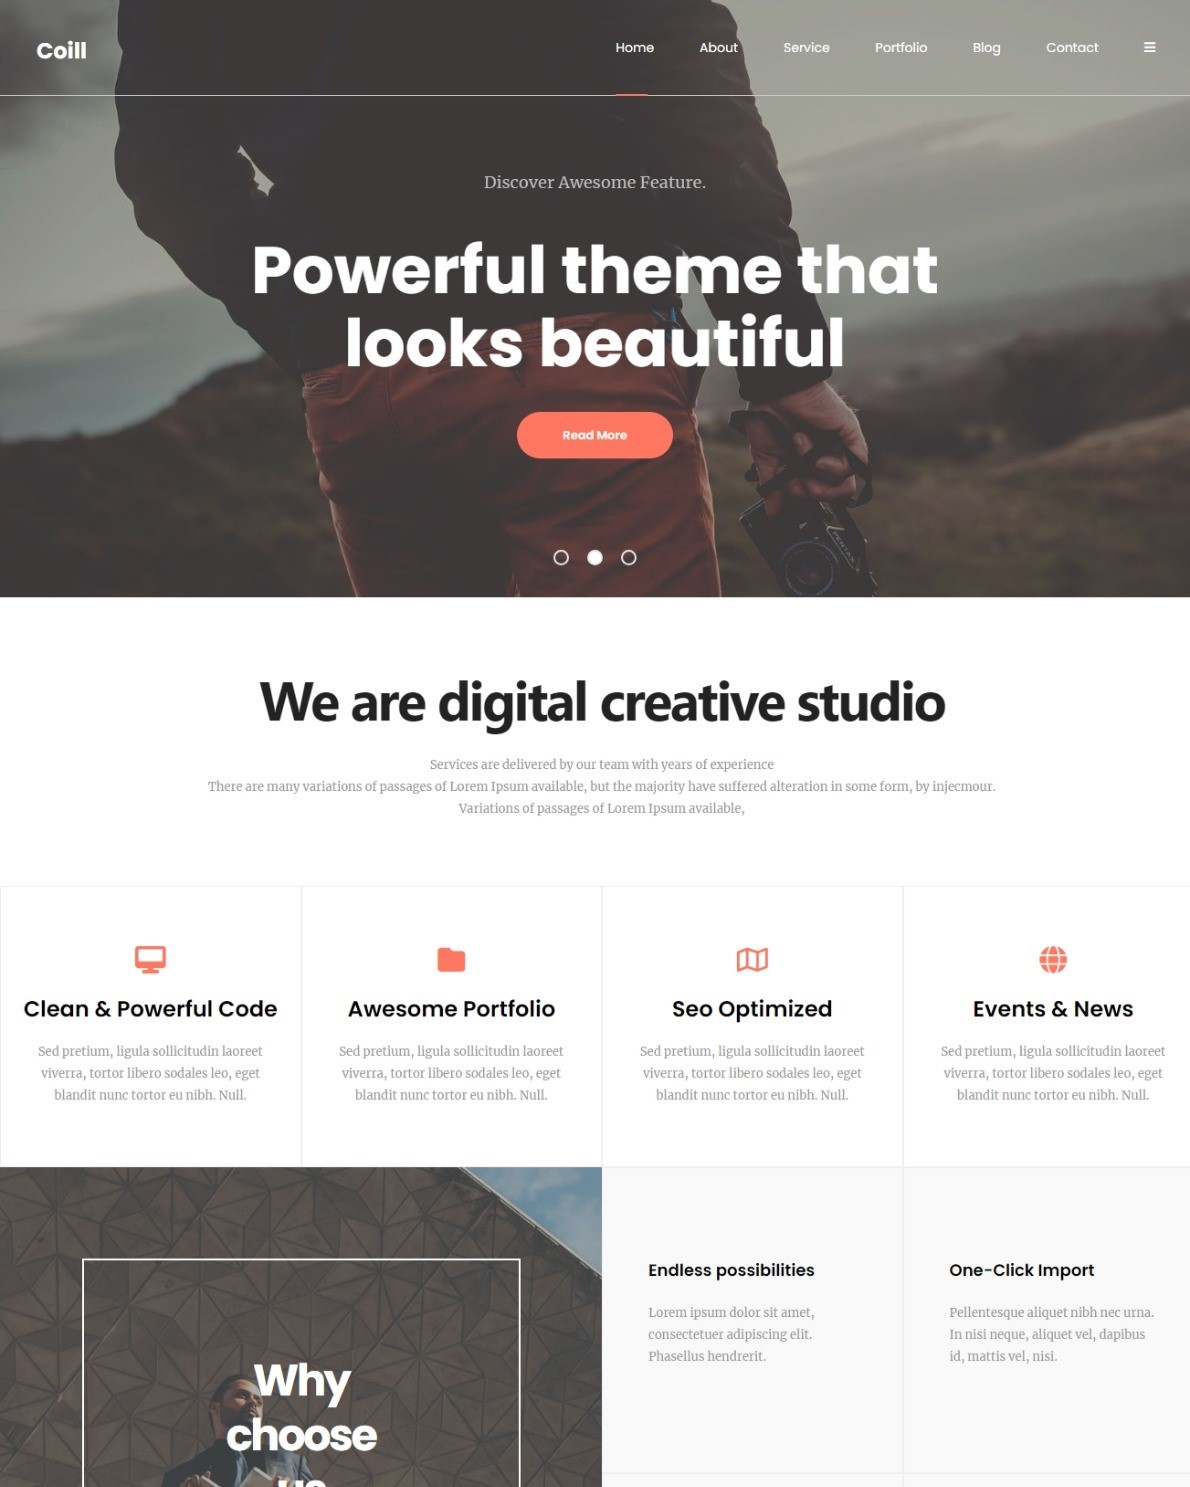 Coill
Home About Service Portfolio Blog Contact
Discover Awesome Feature.
Powerful theme that
looks beautiful
Read More
PENTAX
We are digital creative studio
Services are delivered by our team with years of experience
There are many variations of passages of Lorem Ipsum available, but the majority have suffered alteration in some form, by injecmour.
Variations of passages of Lorem Ipsum available,
Clean & Powerful Code
Sed pretium, ligula sollicitudin laoreet
viverra, tortor libero sodales leo, eget
blandit nunc tortor eu nibh. Null.
Awesome Portfolio
Sed pretium, ligula sollicitudin laoreet
viverra, tortor libero sodales leo, eget
blandit nunc tortor eu nibh. Null.
Seo Optimized
Sed pretium, ligula sollicitudin laoreet
viverra, tortor libero sodales leo, eget
blandit nunc tortor eu nibh. Null.
Events & News
Sed pretium, ligula sollicitudin laoreet
viverra, tortor libero sodales leo, eget
blandit nunc tortor eu nibh. Null.
Why
choose
us
Endless possibilities
Lorem ipsum dolor sit amet,
consectetuer adipiscing elit.
Phasellus hendrerit.
One-Click Import
Pellentesque aliquet nibh nec urna.
In nisi neque, aliquet vel, dapibus
id, mattis vel, nisi.